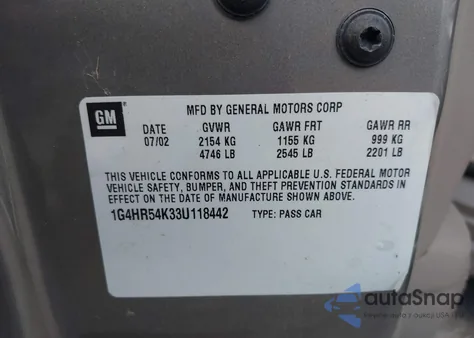 GM
MFD BY GENERAL MOTORS CORP
DATE GVWR GAWR FRT GAWR RR
07/02 2154 KG 1155 KG 999 KG
4746 LB 2545 LB 2201 LB
THIS VEHICLE CONFORMS TO ALL APPLICABLE U.S. FEDERAL MOTOR
VEHICLE SAFETY, BUMPER, AND THEFT PREVENTION STANDARDS IN
EFFECT ON THE DATE OF MANUFACTURE SHOWN ABOVE.
1G4HR54K33U118442 TYPE: PASS CAR
autoSnap